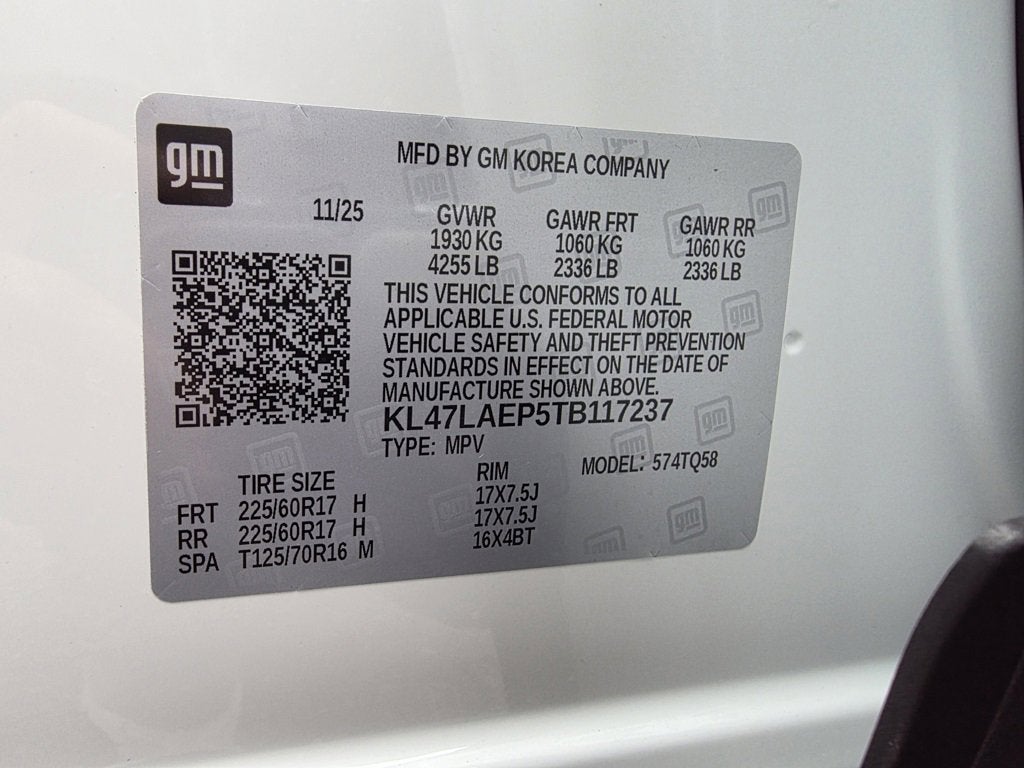 gm
MFD BY GM KOREA COMPANY
11/25 GVWR GAWR FRT GAWR RR
1930 KG 1060 KG 1060 KG
4255 LB 2336 LB 2336 LB
THIS VEHICLE CONFORMS TO ALL
APPLICABLE U.S. FEDERAL MOTOR
VEHICLE SAFETY AND THEFT PREVENTION
STANDARDS IN EFFECT ON THE DATE OF
MANUFACTURE SHOWN ABOVE.
KL47LAEP5TB117237
TYPE: MPV
MODEL: 574TQ58
TIRE SIZE RIM
FRT 225/60R17 H 17X7.5J
RR 225/60R17 H 17X7.5J
SPA T125/70R16 M 16X4BT